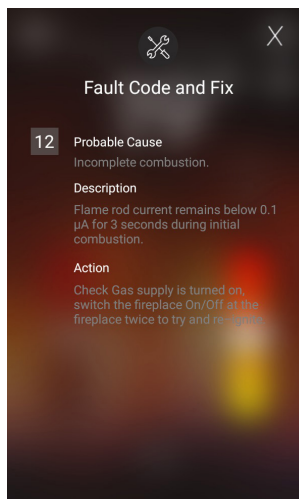 X
Fault Code and Fix
12
Probable Cause
Incomplete combustion.
Description
Flame rod current remains below 0.1
µA for 3 seconds during initial
combustion.
Action
Check Gas supply is turned on,
switch the fireplace On/Off at the
fireplace twice to try and